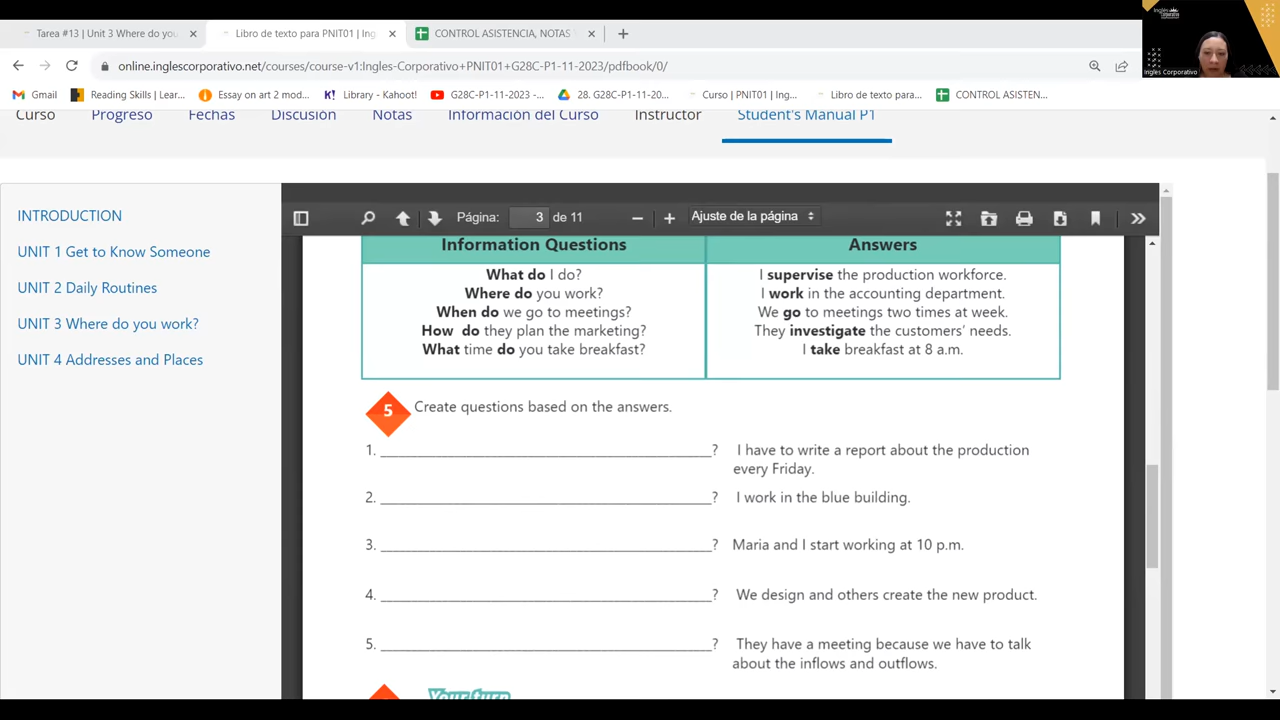 Tarea #13 | Unit 3 Where do you
Libro de texto para PNIT01 | Ing
CONTROL ASISTENCIA, NOTAS
online.inglescorporativo.net/courses/course-v1:Ingles-Corporativo+PNIT01+G28C-P1-11-2023/pdfbook/0/
Ingles Corporativo
Gmail
Reading Skills | Lear...
Essay on art 2 mod...
Library - Kahoot!
G28C-P1-11-2023 -...
28. G28C-P1-11-20...
Curso | PNIT01 | Ing...
Libro de texto para...
CONTROL ASISTEN...
Curso
Progreso
Fechas
Discusión
Notas
Información del Curso
Instructor
Student's Manual P1
INTRODUCTION
UNIT 1 Get to Know Someone
UNIT 2 Daily Routines
UNIT 3 Where do you work?
UNIT 4 Addresses and Places
Página: 3 de 11
Ajuste de la página
Information Questions
Answers
What do I do?
I supervise the production workforce.
Where do you work?
I work in the accounting department.
When do we go to meetings?
We go to meetings two times at week.
How do they plan the marketing?
They investigate the customers' needs.
What time do you take breakfast?
I take breakfast at 8 a.m.
5 Create questions based on the answers.
1. ______________________________________? I have to write a report about the production
every Friday.
2. ______________________________________? I work in the blue building.
3. ______________________________________? Maria and I start working at 10 p.m.
4. ______________________________________? We design and others create the new product.
5. ______________________________________? They have a meeting because we have to talk
about the inflows and outflows.
Your turn